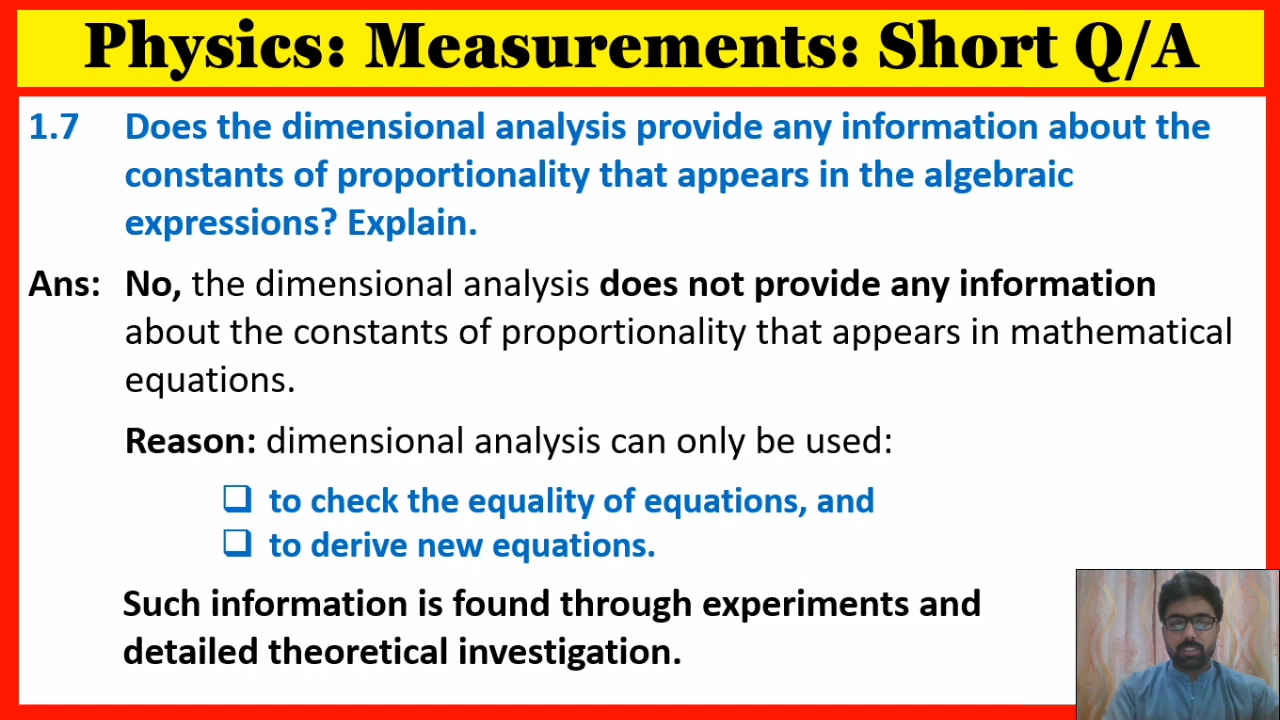 Physics: Measurements: Short Q/A
1.7 Does the dimensional analysis provide any information about the
constants of proportionality that appears in the algebraic
expressions? Explain.
Ans: No, the dimensional analysis does not provide any information
about the constants of proportionality that appears in mathematical
equations.
Reason: dimensional analysis can only be used:
❑ to check the equality of equations, and
❑ to derive new equations.
Such information is found through experiments and
detailed theoretical investigation.